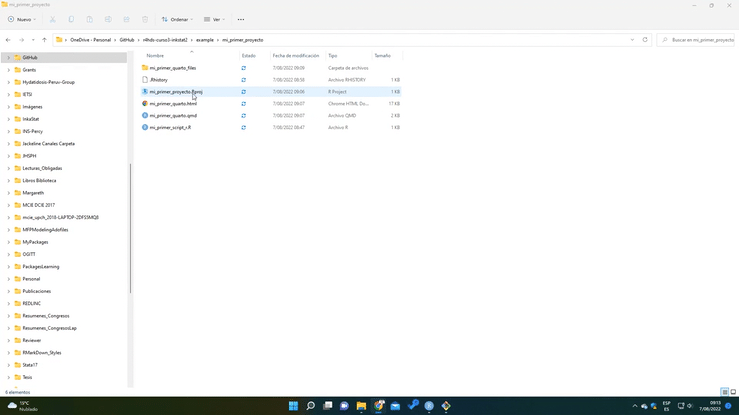 mi_primer_proyecto
Nuevo
Ordenar
Ver
OneDrive - Personal > GitHub > r4hds-curso3-inkstat2 > example > mi_primer_proyecto
Buscar en mi_primer_proyecto
Nombre Estado Fecha de modificación Tipo Tamaño
mi_primer_quarto_files 7/08/2022 09:09 Carpeta de archivos
.Rhistory 7/08/2022 08:58 Archivo RHISTORY 1 KB
mi_primer_proyecto.Rproj 7/08/2022 09:06 R Project 1 KB
mi_primer_quarto.html 7/08/2022 09:07 Chrome HTML Do... 17 KB
mi_primer_quarto.qmd 7/08/2022 09:07 Archivo QMD 2 KB
mi_primer_script_r.R 7/08/2022 08:47 Archivo R 1 KB
GitHub
Grants
Hydatidosis-Peruv-Group
IETSI
Imágenes
InkaStat
INS-Percy
Jackeline Canales Carpeta
JHSPH
Lecturas_Obligadas
Libros Biblioteca
Margareth
MCIE DCIE 2017
mcie_upch_2018-LAPTOP-2DFS5MQE
MFPModelingAdofiles
MyPackages
OGITT
PackagesLearning
Personal
Publicaciones
REDLINC
Resumenes_Congresos
Resumenes_CongresosLap
Reviewer
RMarkDown_Styles
Stata17
Tesis
6 elementos
15°C
Nublado
ESP
ES
09:13
7/08/2022